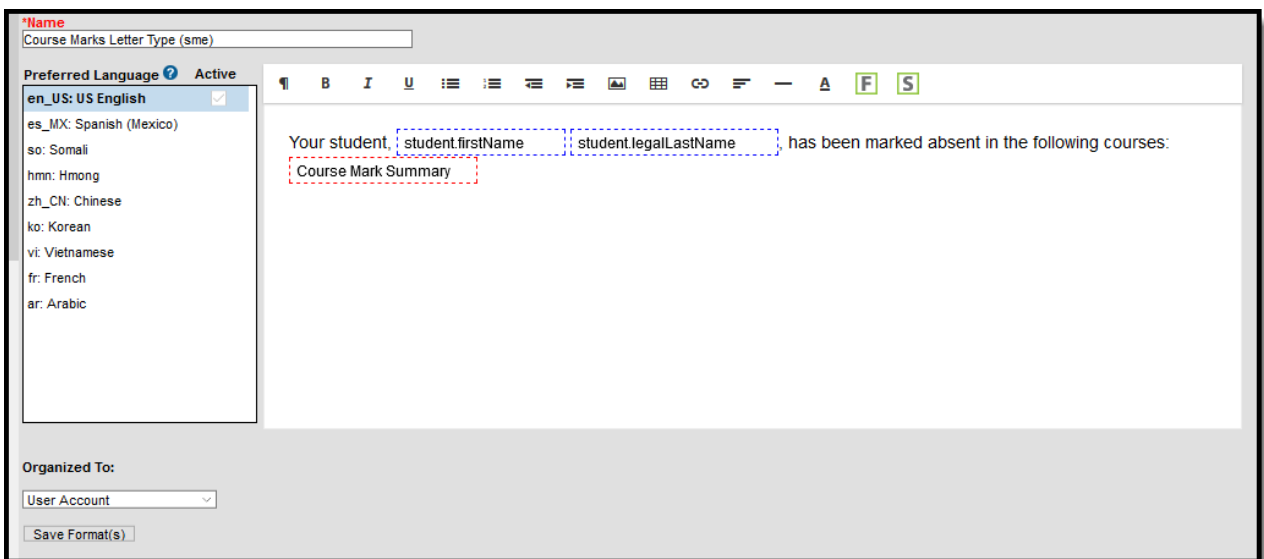 *Name
Course Marks Letter Type (sme)
Preferred Language ? Active
en_US: US English
es_MX: Spanish (Mexico)
so: Somali
hmn: Hmong
zh_CN: Chinese
ko: Korean
vi: Vietnamese
fr: French
ar: Arabic
¶ B I U A F S
Your student, student.firstName student.legalLastName , has been marked absent in the following courses:
Course Mark Summary
Organized To:
User Account
Save Format(s)